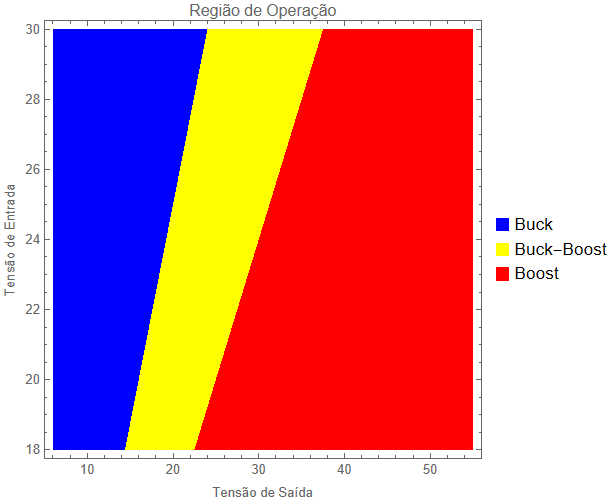 Região de Operação
30
28
26
24
22
20
18
Tensão de Entrada
10 20 30 40 50
Tensão de Saída
Buck
Buck−Boost
Boost